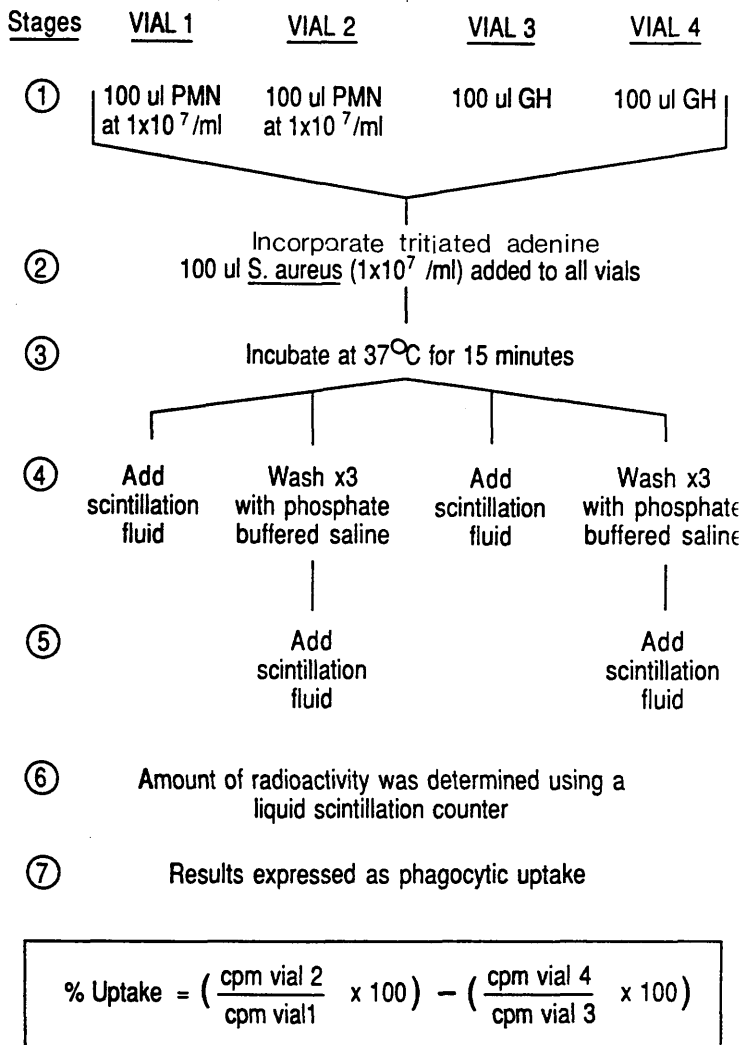 Stages VIAL 1 VIAL 2 VIAL 3 VIAL 4
① 100 ul PMN 100 ul PMN 100 ul GH 100 ul GH
at 1x10⁷/ml at 1x10⁷/ml
Incorporate tritiated adenine
② 100 ul S. aureus (1x10⁷ /ml) added to all vials
③ Incubate at 37°C for 15 minutes
④ Add Wash x3 Add Wash x3
scintillation with phosphate scintillation with phosphate
fluid buffered saline fluid buffered saline
⑤ Add Add
scintillation scintillation
fluid fluid
⑥ Amount of radioactivity was determined using a
liquid scintillation counter
⑦ Results expressed as phagocytic uptake
% Uptake = ( cpm vial 2 / cpm vial1 x 100 ) − ( cpm vial 4 / cpm vial 3 x 100 )